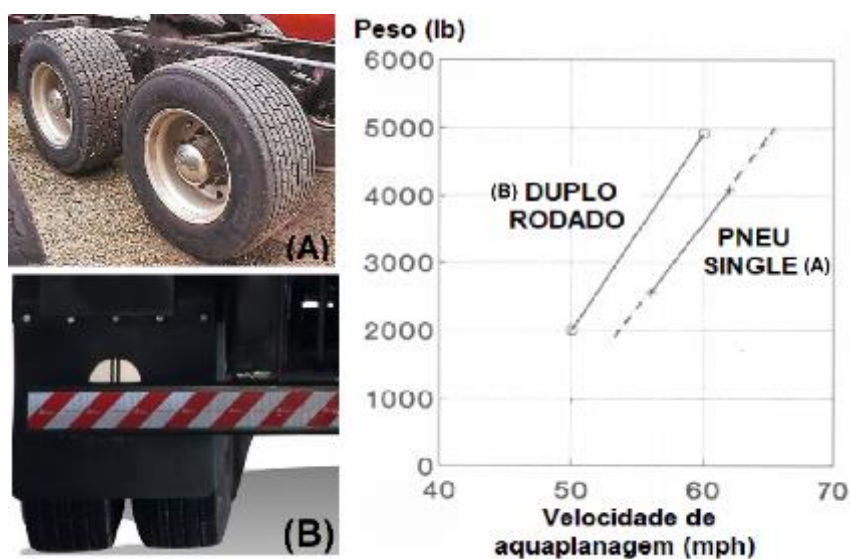 (A)
(B)
Peso (lb)
6000
5000
4000
3000
2000
1000
0
(B) DUPLO
RODADO
PNEU
SINGLE (A)
40
50
60
70
Velocidade de
aquaplanagem (mph)